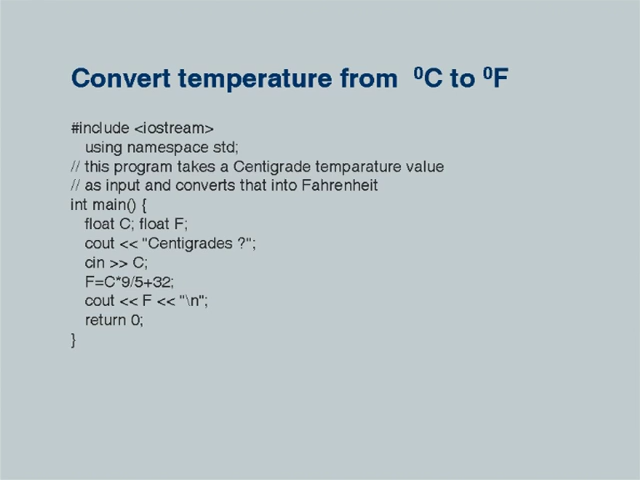 Convert temperature from ⁰C to ⁰F
#include <iostream>
using namespace std;
// this program takes a Centigrade temparature value
// as input and converts that into Fahrenheit
int main() {
float C; float F;
cout << "Centigrades ?";
cin >> C;
F=C*9/5+32;
cout << F << "\n";
return 0;
}